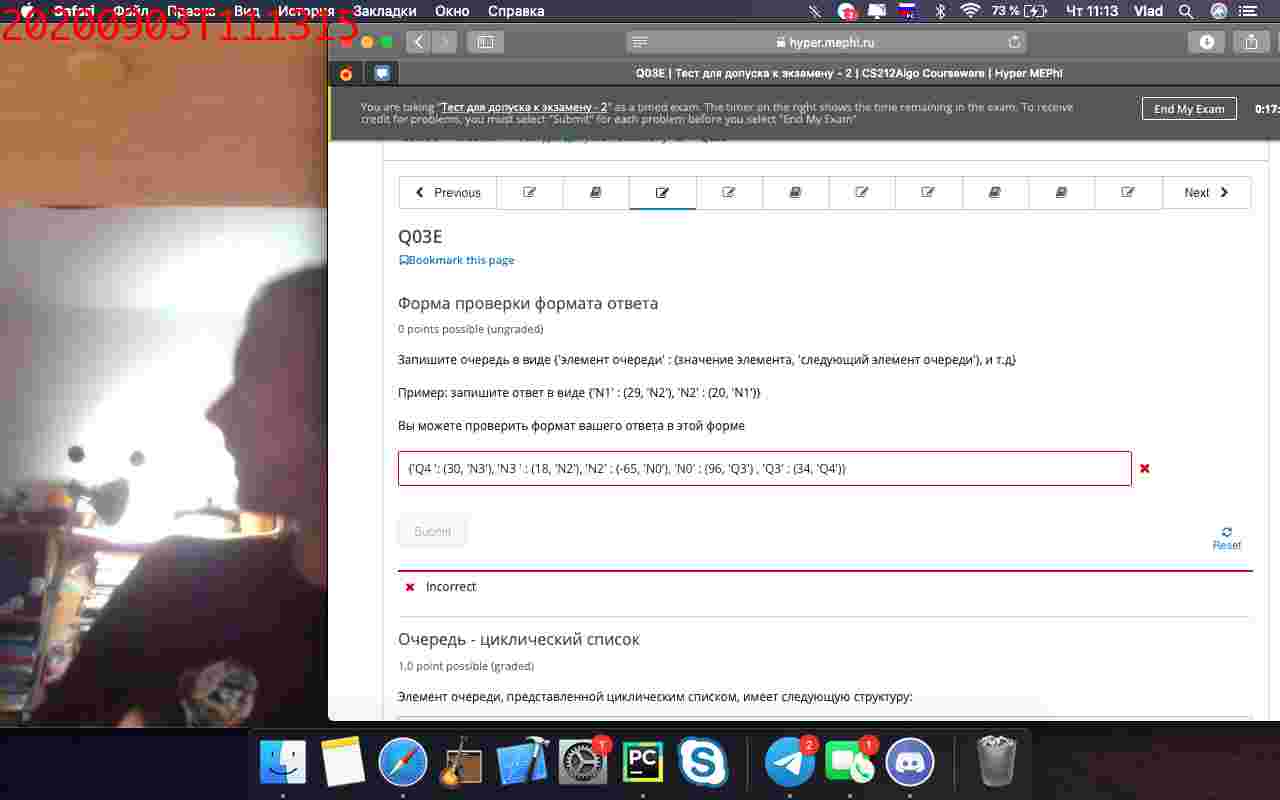 Safari Файл Правка Вид История Закладки Окно Справка 73 % Чт 11:13 Vlad
20200903T111315
hyper.mephi.ru
Q03E | Тест для допуска к экзамену - 2 | CS212Algo Courseware | Hyper MEPhI
You are taking "Тест для допуска к экзамену - 2" as a timed exam. The timer on the right shows the time remaining in the exam. To receive
credit for problems, you must select "Submit" for each problem before you select "End My Exam"
End My Exam
0:17:
Previous
Next
Q03E
Bookmark this page
Форма проверки формата ответа
0 points possible (ungraded)
Запишите очередь в виде {'элемент очереди' : (значение элемента, 'следующий элемент очереди'), и т.д}
Пример: запишите ответ в виде {'N1' : (29, 'N2'), 'N2' : (20, 'N1')}
Вы можете проверить формат вашего ответа в этой форме
{'Q4 ': (30, 'N3'), 'N3 ' : (18, 'N2'), 'N2' : (-65, 'N0'), 'N0' : (96, 'Q3') , 'Q3' : (34, 'Q4')}
Submit
Reset
Incorrect
Очередь - циклический список
1.0 point possible (graded)
Элемент очереди, представленной циклическим списком, имеет следующую структуру:
1
PC
2
1